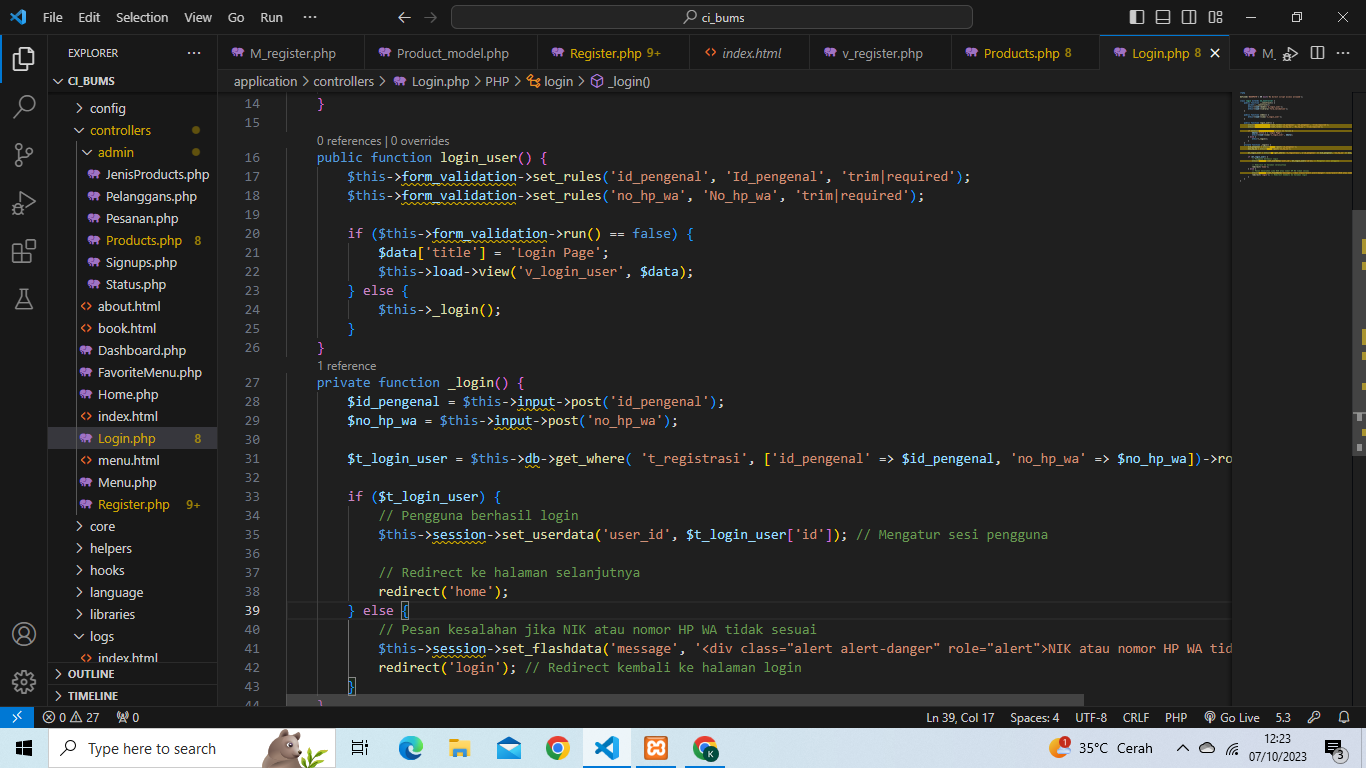 File Edit Selection View Go Run ··· ci_bums
EXPLORER ···
M_register.php Product_model.php Register.php 9+ index.html v_register.php Products.php 8 Login.php 8 M_
CI_BUMS
application > controllers > Login.php > PHP > login > _login()
config
controllers
admin
JenisProducts.php
Pelanggans.php
Pesanan.php
Products.php 8
Signups.php
Status.php
about.html
book.html
Dashboard.php
FavoriteMenu.php
Home.php
index.html
Login.php 8
menu.html
Menu.php
Register.php 9+
core
helpers
hooks
language
libraries
logs
index.html
OUTLINE
TIMELINE
14 }
15
0 references | 0 overrides
16 public function login_user() {
17 $this->form_validation->set_rules('id_pengenal', 'Id_pengenal', 'trim|required');
18 $this->form_validation->set_rules('no_hp_wa', 'No_hp_wa', 'trim|required');
19
20 if ($this->form_validation->run() == false) {
21 $data['title'] = 'Login Page';
22 $this->load->view('v_login_user', $data);
23 } else {
24 $this->_login();
25 }
26 }
1 reference
27 private function _login() {
28 $id_pengenal = $this->input->post('id_pengenal');
29 $no_hp_wa = $this->input->post('no_hp_wa');
30
31 $t_login_user = $this->db->get_where( 't_registrasi', ['id_pengenal' => $id_pengenal, 'no_hp_wa' => $no_hp_wa])->ro
32
33 if ($t_login_user) {
34 // Pengguna berhasil login
35 $this->session->set_userdata('user_id', $t_login_user['id']); // Mengatur sesi pengguna
36
37 // Redirect ke halaman selanjutnya
38 redirect('home');
39 } else {
40 // Pesan kesalahan jika NIK atau nomor HP WA tidak sesuai
41 $this->session->set_flashdata('message', '<div class="alert alert-danger" role="alert">NIK atau nomor HP WA tid
42 redirect('login'); // Redirect kembali ke halaman login
43 }
44 }
0 27 0 Ln 39, Col 17 Spaces: 4 UTF-8 CRLF PHP Go Live 5.3
Type here to search K 1 35°C Cerah 12:23
07/10/2023 3